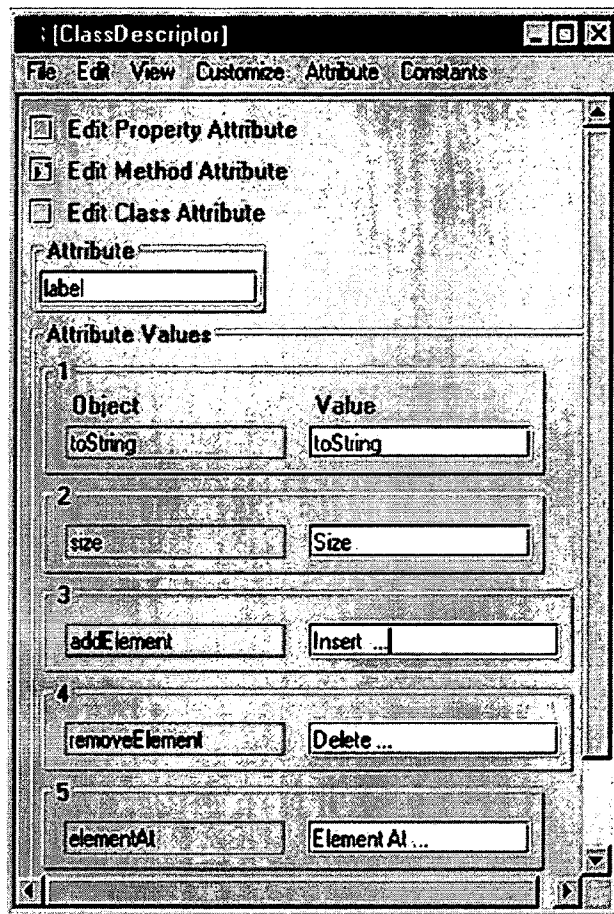 : [ClassDescriptor]
File Edit View Customize Attribute Constants
Edit Property Attribute
Edit Method Attribute
Edit Class Attribute
Attribute
label
Attribute Values
1
Object Value
toString toString
2
size Size
3
addElement Insert ...
4
removeElement Delete ...
5
elementAt Element At ...